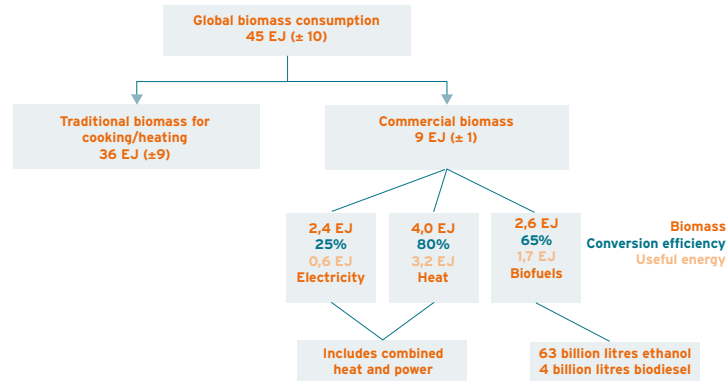 Global biomass consumption
45 EJ (± 10)
Traditional biomass for
cooking/heating
36 EJ (±9)
Commercial biomass
9 EJ (± 1)
2,4 EJ
25%
0,6 EJ
Electricity
4,0 EJ
80%
3,2 EJ
Heat
2,6 EJ
65%
1,7 EJ
Biofuels
Biomass
Conversion efficiency
Useful energy
Includes combined
heat and power
63 billion litres ethanol
4 billion litres biodiesel